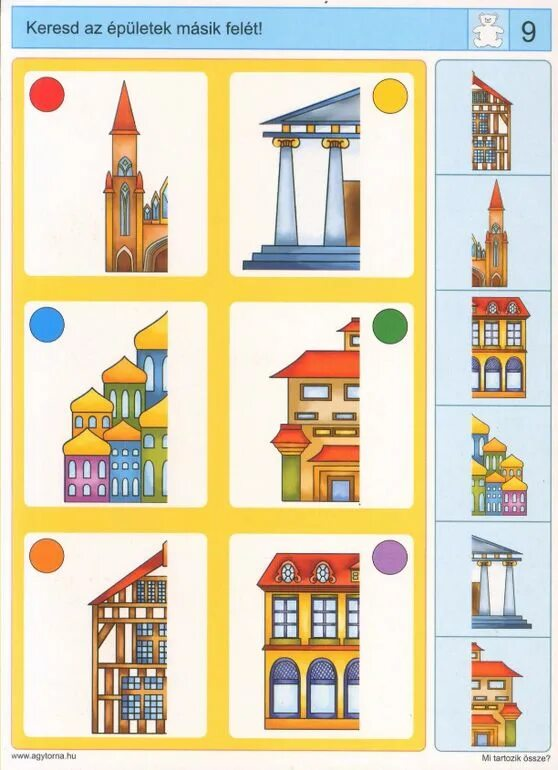 Keresd az épületek másik felét!
9
www.agytorna.hu
Mi tartozik össze?